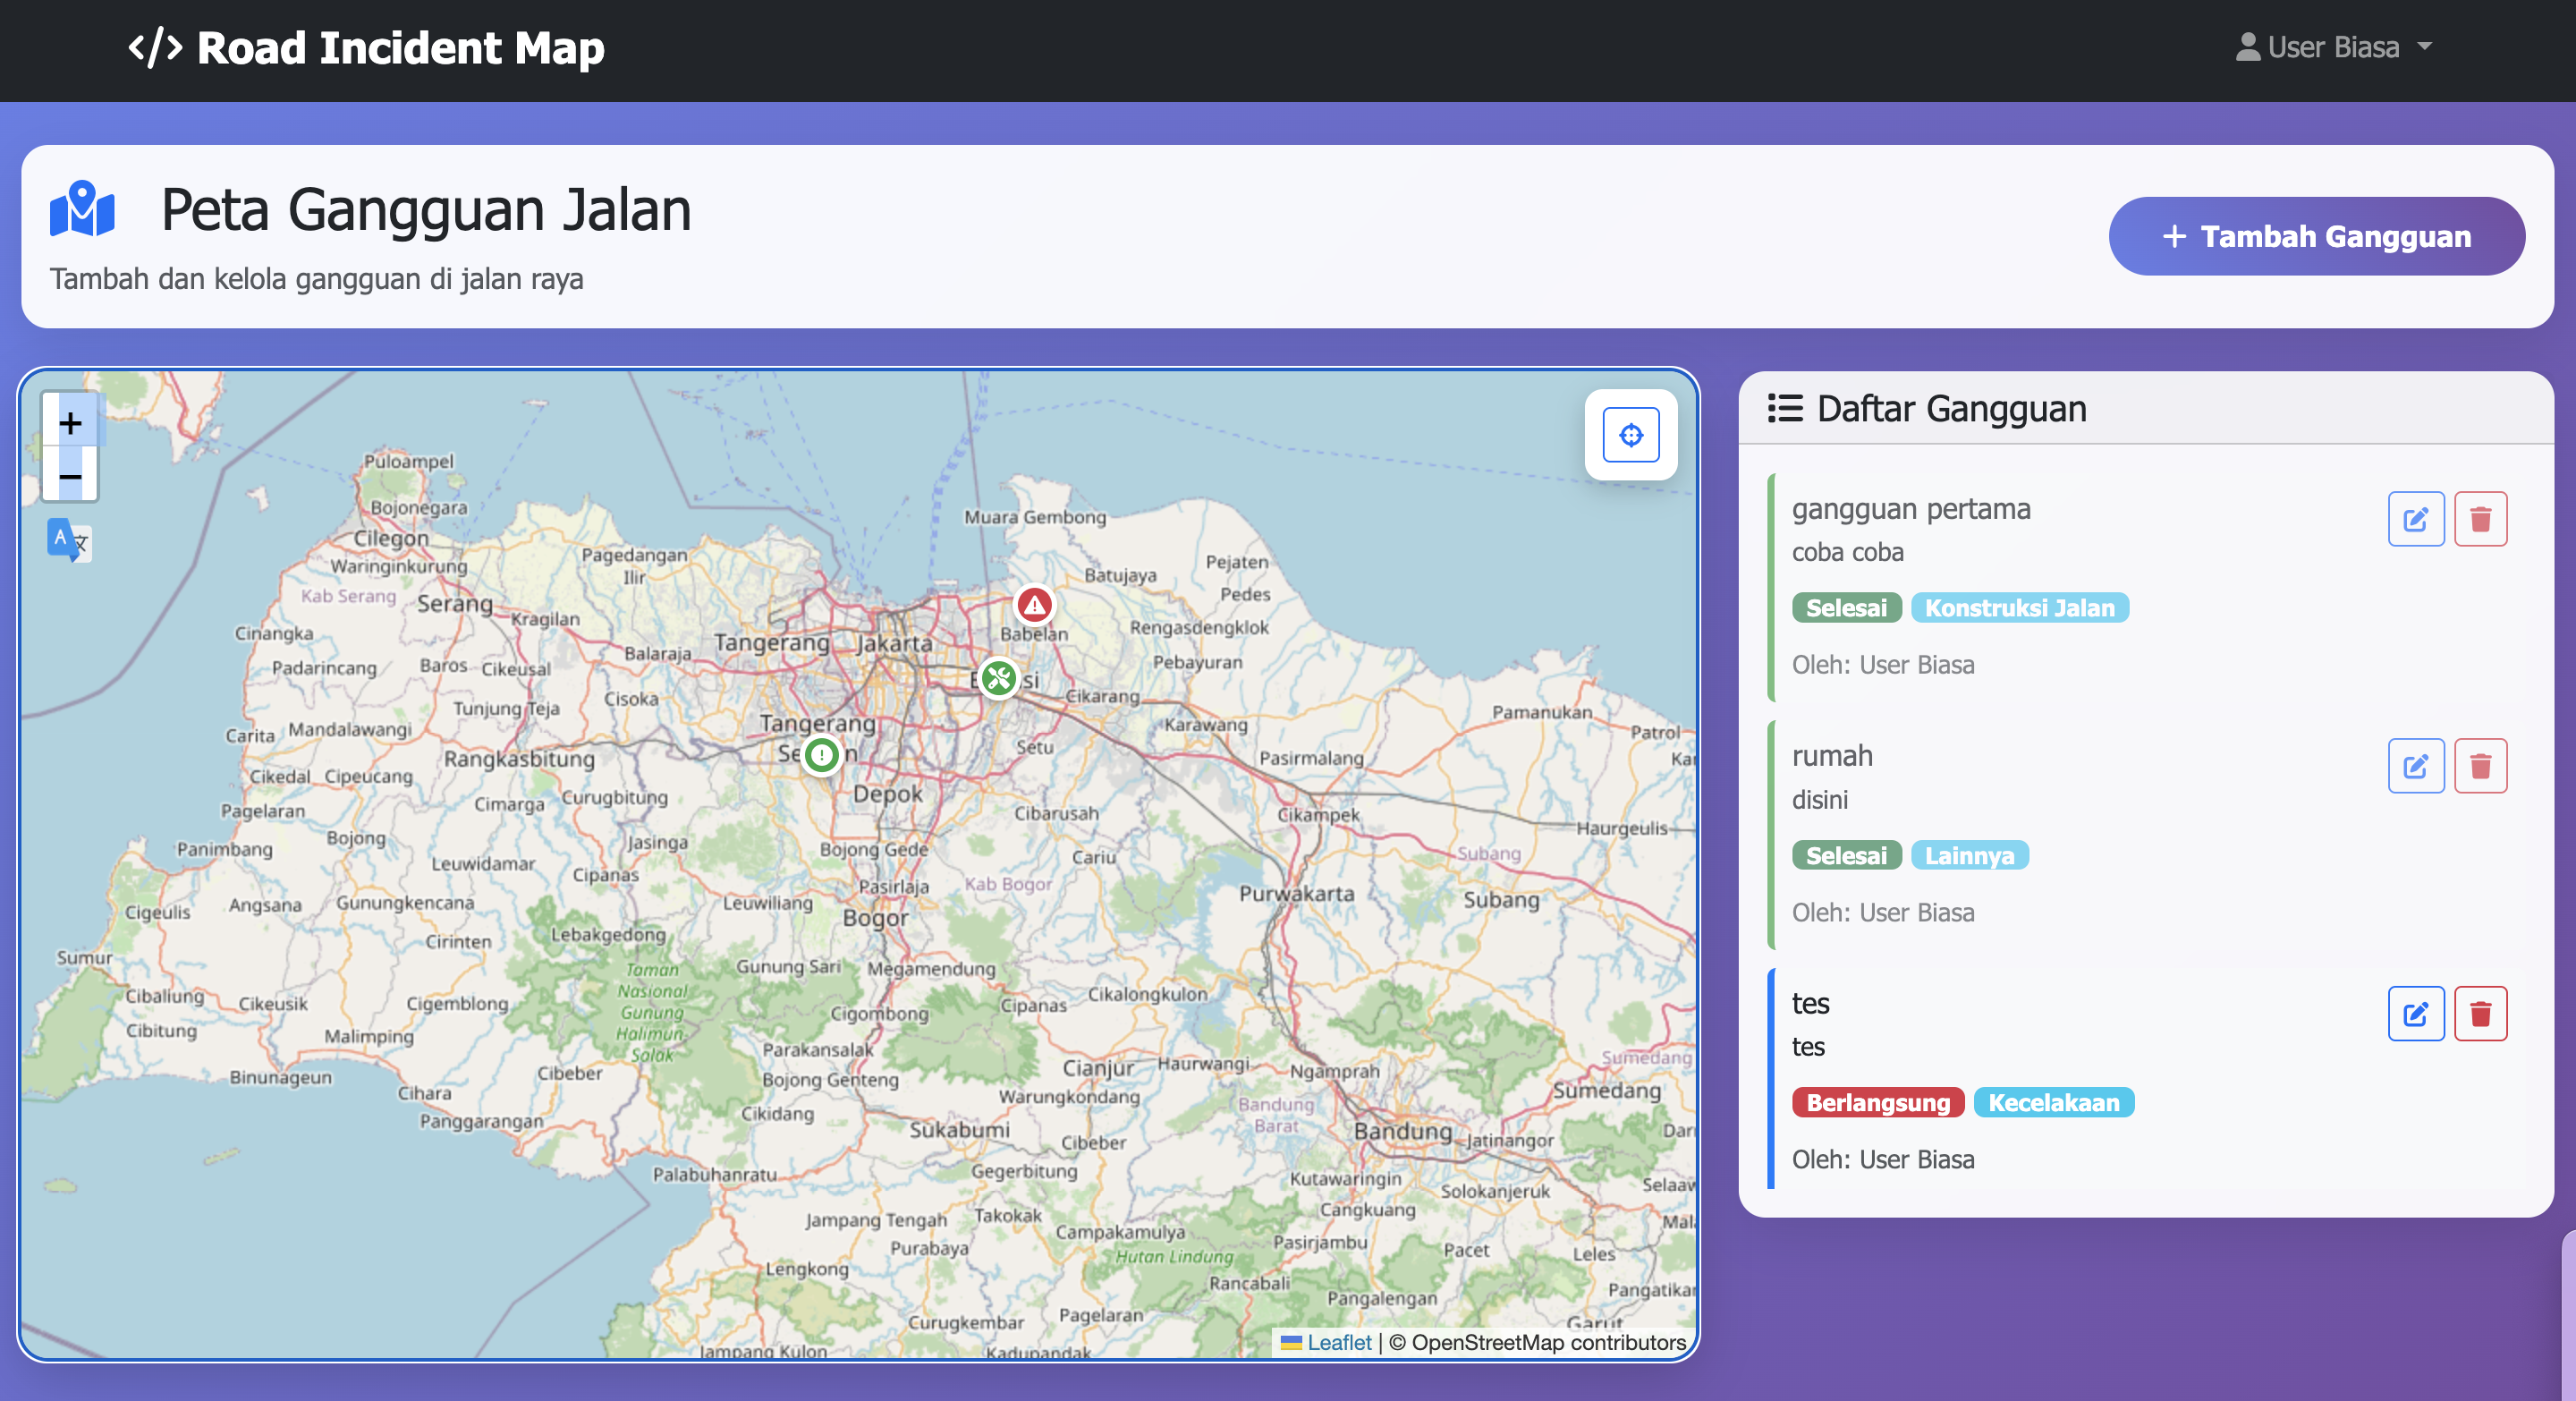 </> Road Incident Map
User Biasa
Peta Gangguan Jalan
Tambah dan kelola gangguan di jalan raya
+ Tambah Gangguan
+
−
Puloampel
Bojonegara
Cilegon
Waringinkurung
Kab Serang
Serang
Kragilan
Cinangka
Padarincang
Baros
Cikeusal
Tunjung Teja
Carita
Mandalawangi
Rangkasbitung
Cikedal
Cipeucang
Pagelaran
Cimarga
Curugbitung
Panimbang
Bojong
Leuwidamar
Cipanas
Jasinga
Cigeulis
Angsana
Gunungkencana
Cirinten
Lebakgedong
Sumur
Cibaliung
Cikeusik
Cigemblong
Cibitung
Malimping
Binunageun
Cibeber
Cihara
Panggarangan
Pagedangan
Ilir
Balaraja
Cisoka
Tangerang
Jakarta
Tangerang
Depok
Bojong Gede
Pasirlaja
Kab Bogor
Leuwiliang
Bogor
Taman
Nasional
Gunung
Halimun
Salak
Gunung Sari
Megamendung
Cigombong
Cipanas
Cikalongkulon
Parakansalak
Bojong Genteng
Cikidang
Cianjur
Haurwangi
Warungkondang
Sukabumi
Cibeber
Gegerbitung
Palabuhanratu
Jampang Tengah
Takokak
Purabaya
Campakamulya
Hutan Lindung
Lengkong
Curugkembar
Pagelaran
Jampang Kulon
Kadupandak
Muara Gembong
Batujaya
Pejaten
Pedes
Babelan
Rengasdengklok
Pebayuran
Cikarang
Karawang
Setu
Pasirmalang
Cibarusah
Cikampek
Cariu
Purwakarta
Subang
Subang
Pamanukan
Patrol
Haurgeulis
Ngamprah
Bandung
Barat
Bandung
Jatinangor
Sumedang
Sumedang
Kutawaringin
Solokanjeruk
Cangkuang
Pasirjambu
Pacet
Leles
Rancabali
Pangalengan
Garut
Leaflet | © OpenStreetMap contributors
Daftar Gangguan
gangguan pertama
coba coba
Selesai Konstruksi Jalan
Oleh: User Biasa
rumah
disini
Selesai Lainnya
Oleh: User Biasa
tes
tes
Berlangsung Kecelakaan
Oleh: User Biasa